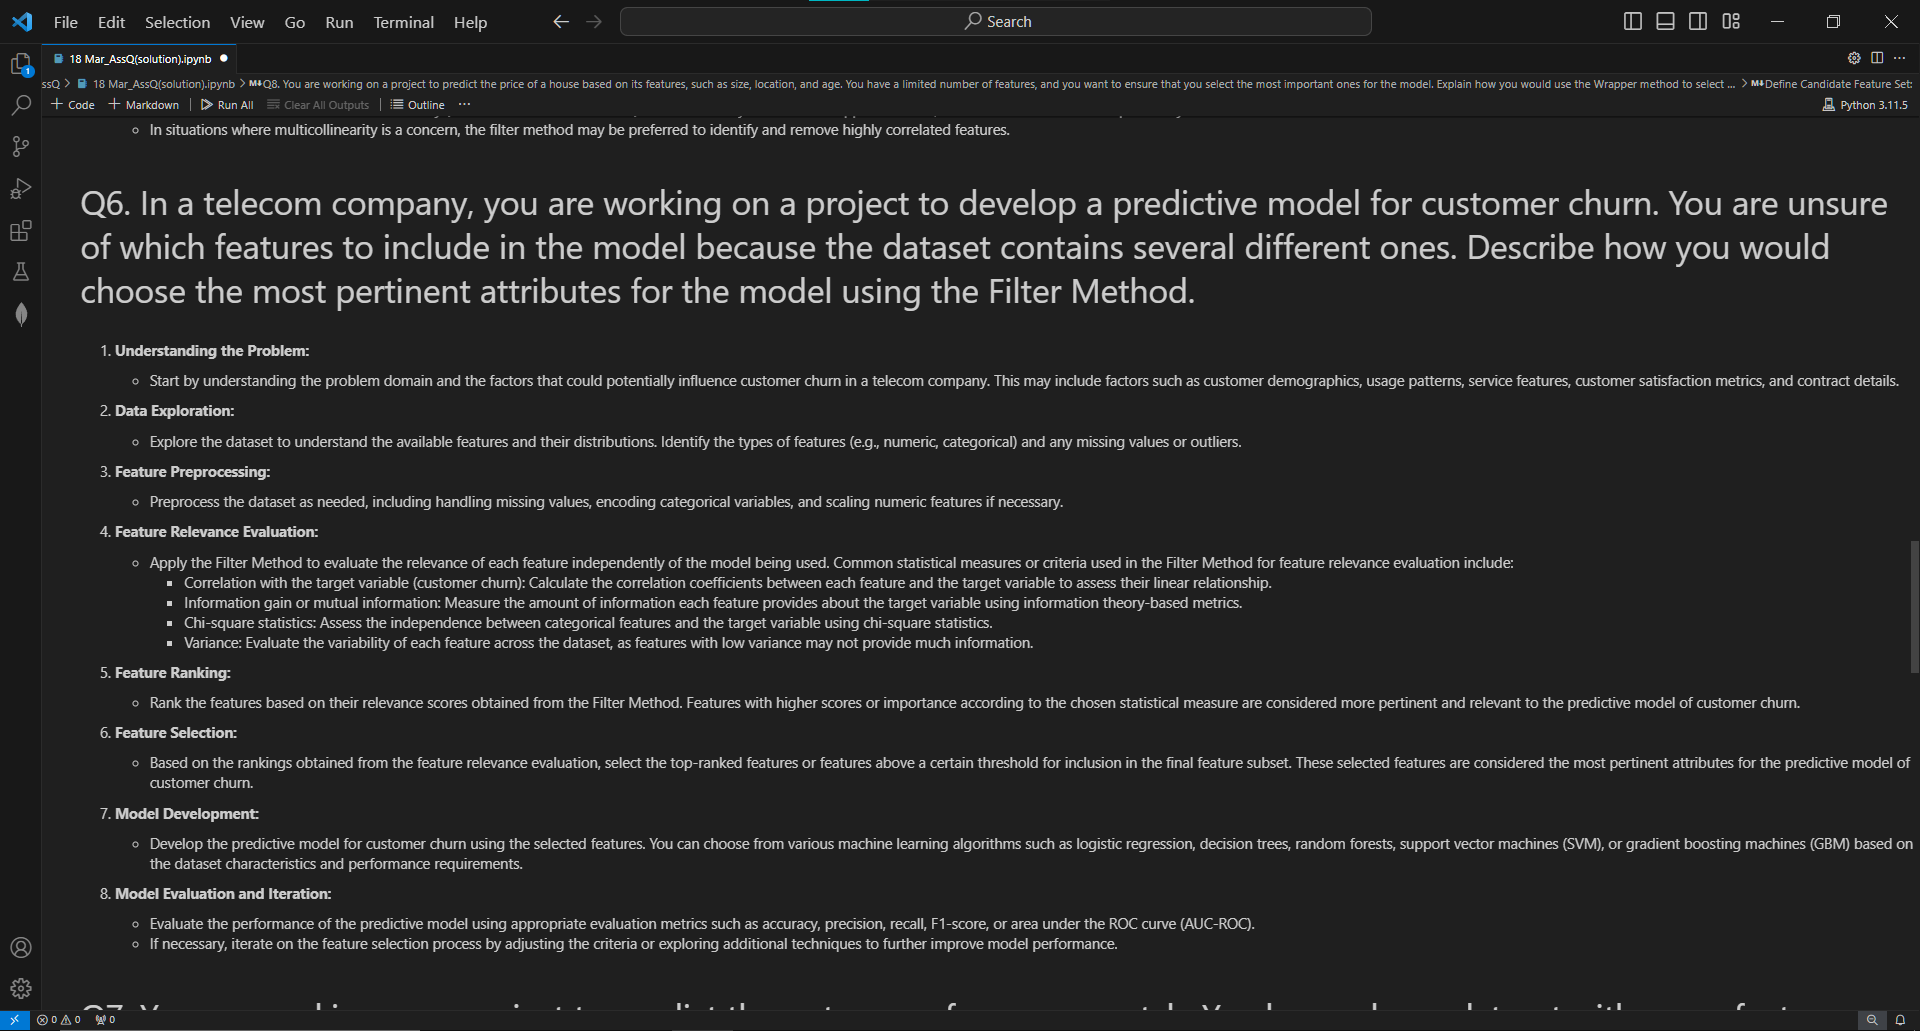 File Edit Selection View Go Run Terminal Help
Search
18 Mar_AssQ(solution).ipynb
ssQ > 18 Mar_AssQ(solution).ipynb > M↓Q8. You are working on a project to predict the price of a house based on its features, such as size, location, and age. You have a limited number of features, and you want to ensure that you select the most important ones for the model. Explain how you would use the Wrapper method to select ... > M↓Define Candidate Feature Set:
+ Code + Markdown | Run All Clear All Outputs | Outline ...
Python 3.11.5
In situations where multicollinearity is a concern, the filter method may be preferred to identify and remove highly correlated features.
Q6. In a telecom company, you are working on a project to develop a predictive model for customer churn. You are unsure
of which features to include in the model because the dataset contains several different ones. Describe how you would
choose the most pertinent attributes for the model using the Filter Method.
1. Understanding the Problem:
Start by understanding the problem domain and the factors that could potentially influence customer churn in a telecom company. This may include factors such as customer demographics, usage patterns, service features, customer satisfaction metrics, and contract details.
2. Data Exploration:
Explore the dataset to understand the available features and their distributions. Identify the types of features (e.g., numeric, categorical) and any missing values or outliers.
3. Feature Preprocessing:
Preprocess the dataset as needed, including handling missing values, encoding categorical variables, and scaling numeric features if necessary.
4. Feature Relevance Evaluation:
Apply the Filter Method to evaluate the relevance of each feature independently of the model being used. Common statistical measures or criteria used in the Filter Method for feature relevance evaluation include:
Correlation with the target variable (customer churn): Calculate the correlation coefficients between each feature and the target variable to assess their linear relationship.
Information gain or mutual information: Measure the amount of information each feature provides about the target variable using information theory-based metrics.
Chi-square statistics: Assess the independence between categorical features and the target variable using chi-square statistics.
Variance: Evaluate the variability of each feature across the dataset, as features with low variance may not provide much information.
5. Feature Ranking:
Rank the features based on their relevance scores obtained from the Filter Method. Features with higher scores or importance according to the chosen statistical measure are considered more pertinent and relevant to the predictive model of customer churn.
6. Feature Selection:
Based on the rankings obtained from the feature relevance evaluation, select the top-ranked features or features above a certain threshold for inclusion in the final feature subset. These selected features are considered the most pertinent attributes for the predictive model of
customer churn.
7. Model Development:
Develop the predictive model for customer churn using the selected features. You can choose from various machine learning algorithms such as logistic regression, decision trees, random forests, support vector machines (SVM), or gradient boosting machines (GBM) based on
the dataset characteristics and performance requirements.
8. Model Evaluation and Iteration:
Evaluate the performance of the predictive model using appropriate evaluation metrics such as accuracy, precision, recall, F1-score, or area under the ROC curve (AUC-ROC).
If necessary, iterate on the feature selection process by adjusting the criteria or exploring additional techniques to further improve model performance.
0 0 0